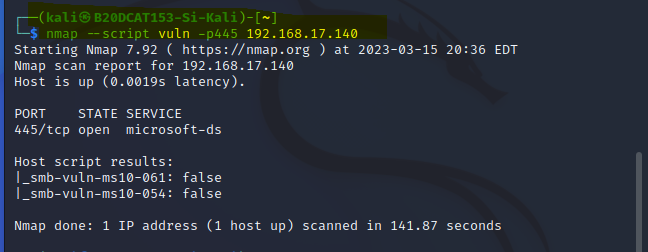 ┌──(kali㉿B20DCAT153-Si-Kali)-[~]
└─$ nmap --script vuln -p445 192.168.17.140
Starting Nmap 7.92 ( https://nmap.org ) at 2023-03-15 20:36 EDT
Nmap scan report for 192.168.17.140
Host is up (0.0019s latency).
PORT    STATE SERVICE
445/tcp open  microsoft-ds
Host script results:
|_smb-vuln-ms10-061: false
|_smb-vuln-ms10-054: false
Nmap done: 1 IP address (1 host up) scanned in 141.87 seconds